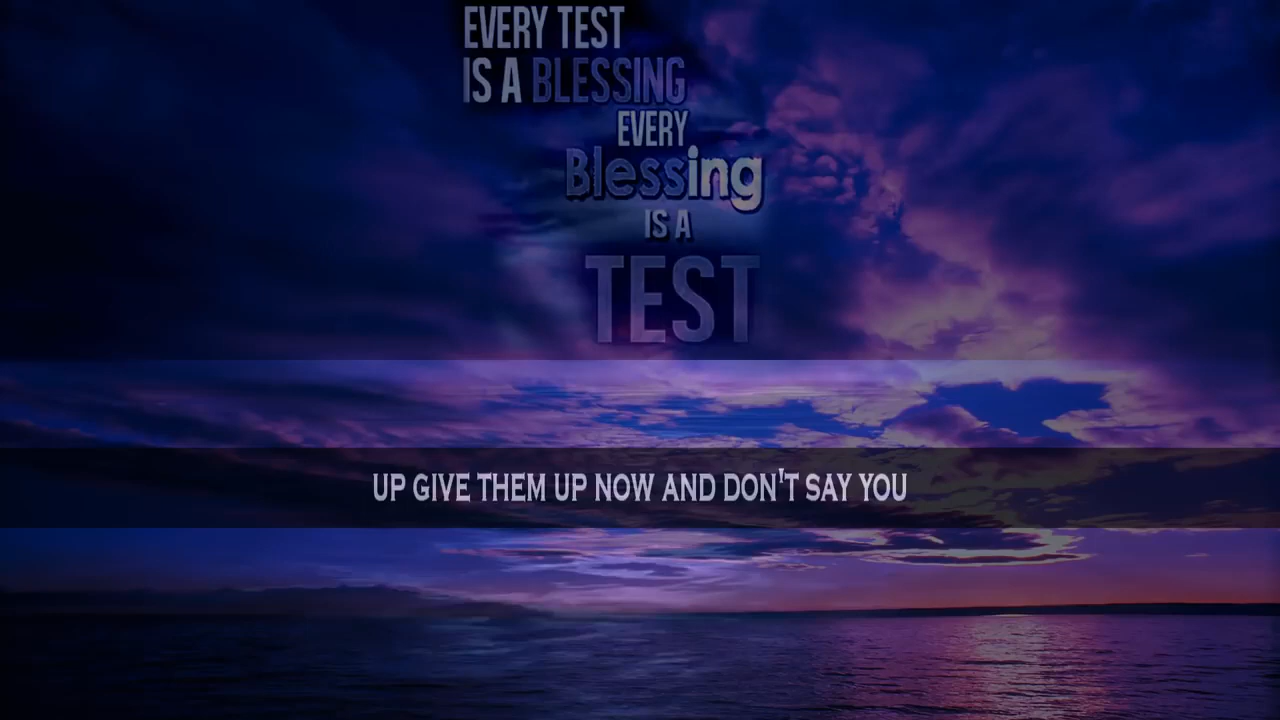 EVERY TEST
IS A BLESSING
EVERY
Blessing
IS A
TEST
UP GIVE THEM UP NOW AND DON'T SAY YOU